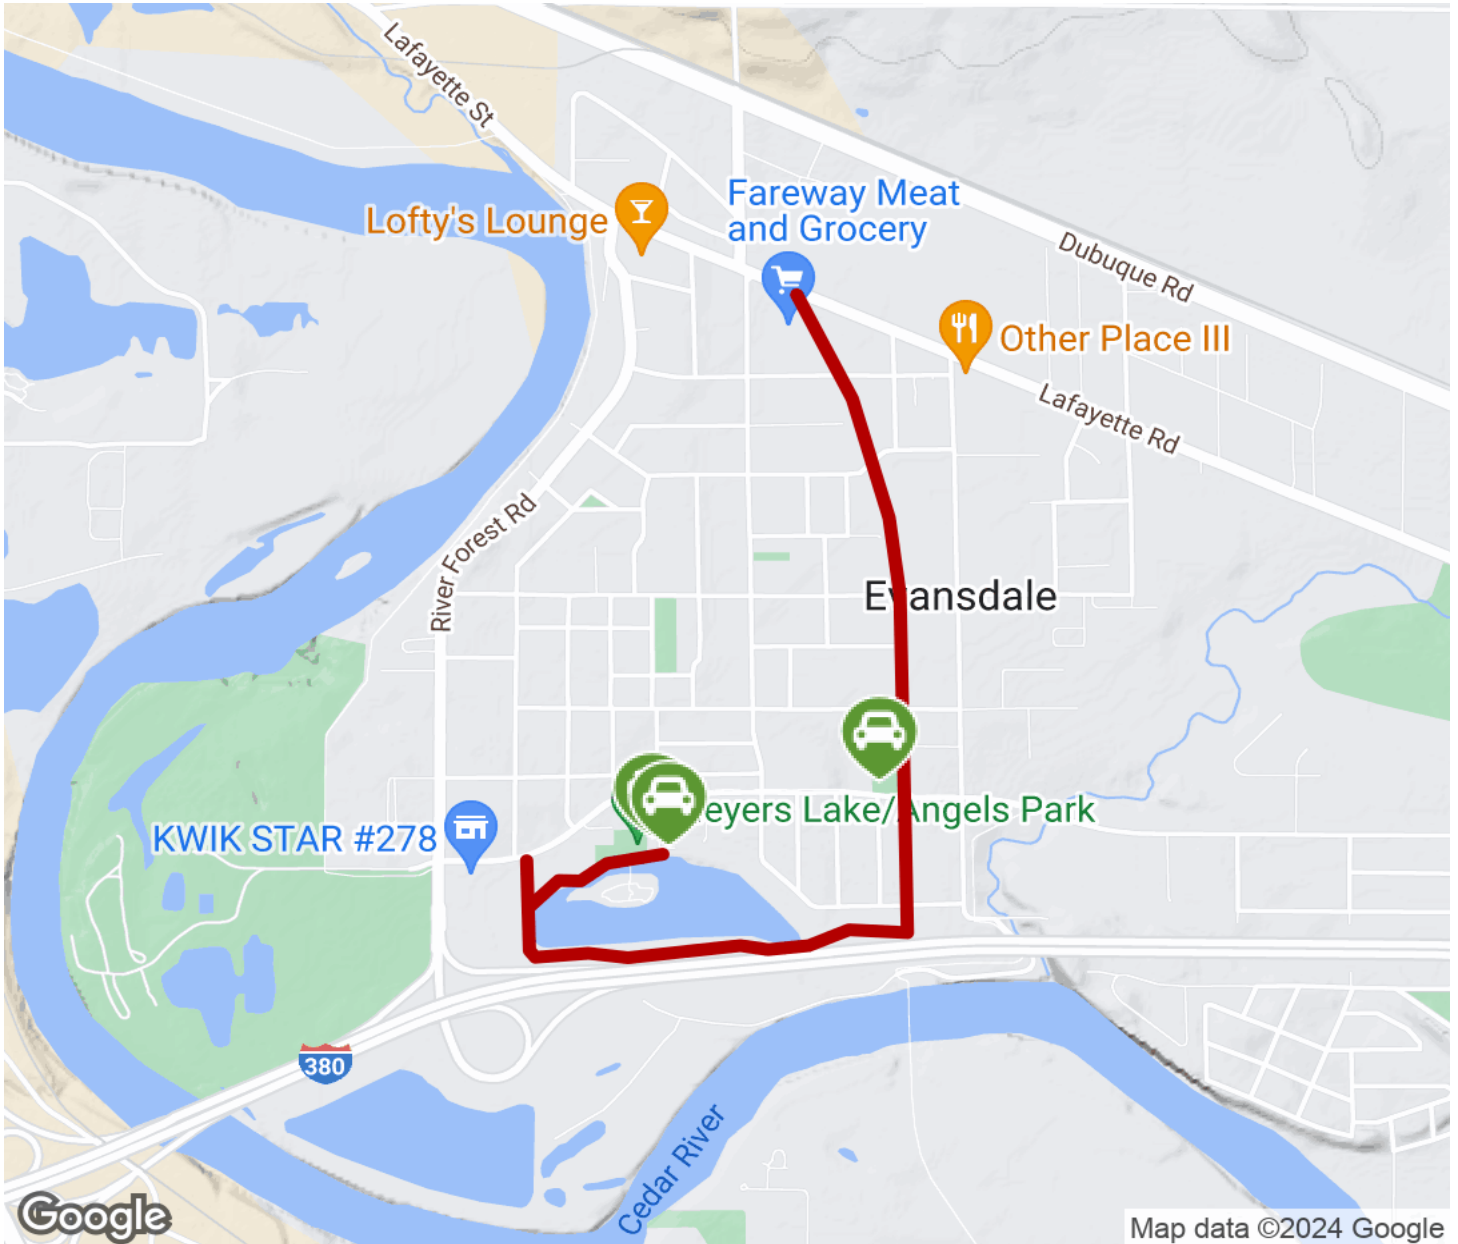 Lafayette St
Lofty's Lounge
Fareway Meat
and Grocery
Dubuque Rd
Other Place III
Lafayette Rd
River Forest Rd
Evansdale
eyers Lake/Angels Park
KWIK STAR #278
380
Cedar River
Google
Map data ©2024 Google